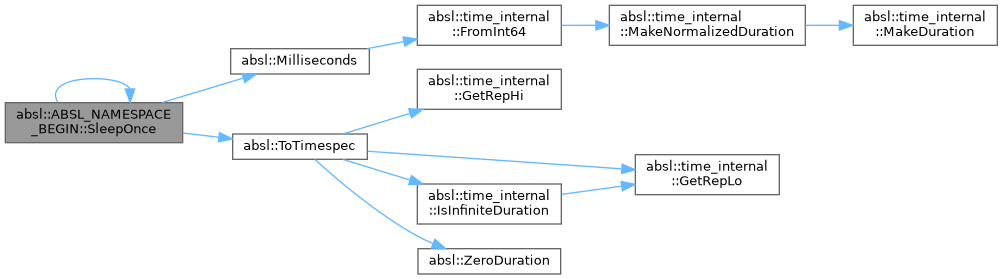 absl::ABSL_NAMESPACE
_BEGIN::SleepOnce
absl::Milliseconds
absl::time_internal
::FromInt64
absl::time_internal
::MakeNormalizedDuration
absl::time_internal
::MakeDuration
absl::ToTimespec
absl::time_internal
::GetRepHi
absl::time_internal
::GetRepLo
absl::time_internal
::IsInfiniteDuration
absl::ZeroDuration